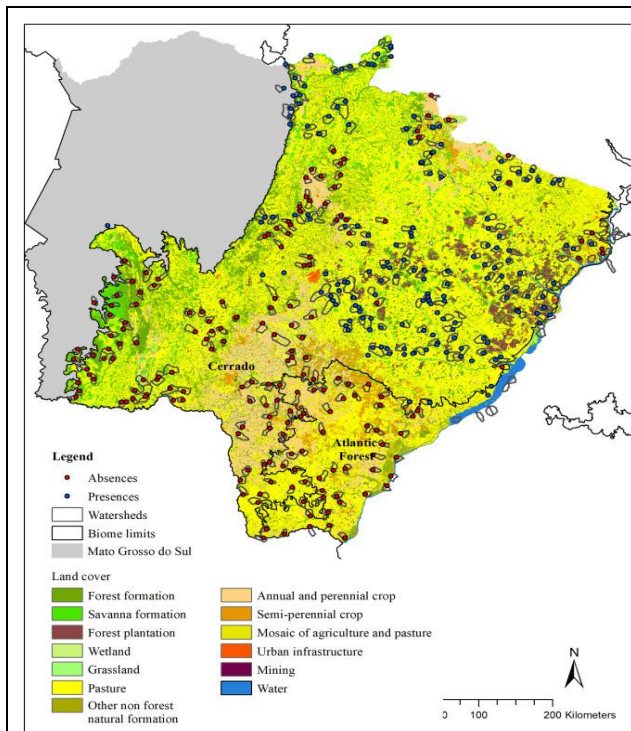 Cerrado
Atlantic
Forest
Legend
Absences
Presences
Watersheds
Biome limits
Mato Grosso do Sul
Land cover
Forest formation
Savanna formation
Forest plantation
Wetland
Grassland
Pasture
Other non forest
natural formation
Annual and perennial crop
Semi-perennial crop
Mosaic of agriculture and pasture
Urban infrastructure
Mining
Water
N
0 100 200 Kilometers